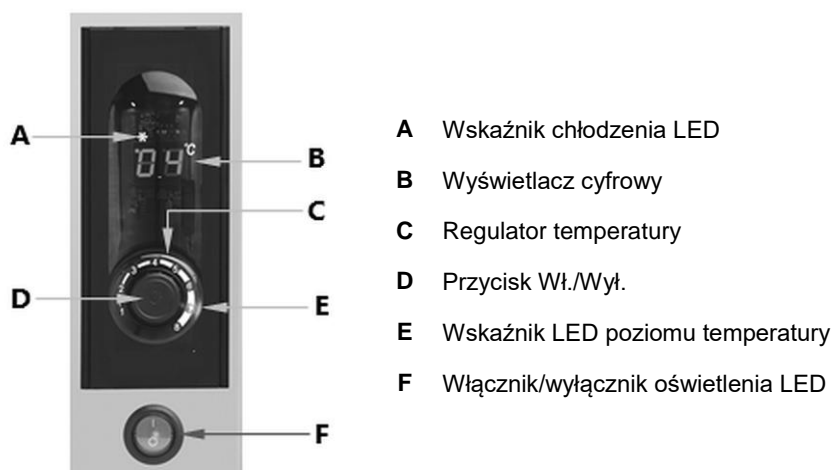 A
04 °C
B
C
D
E
F
A Wskaźnik chłodzenia LED
B Wyświetlacz cyfrowy
C Regulator temperatury
D Przycisk Wł./Wył.
E Wskaźnik LED poziomu temperatury
F Włącznik/wyłącznik oświetlenia LED